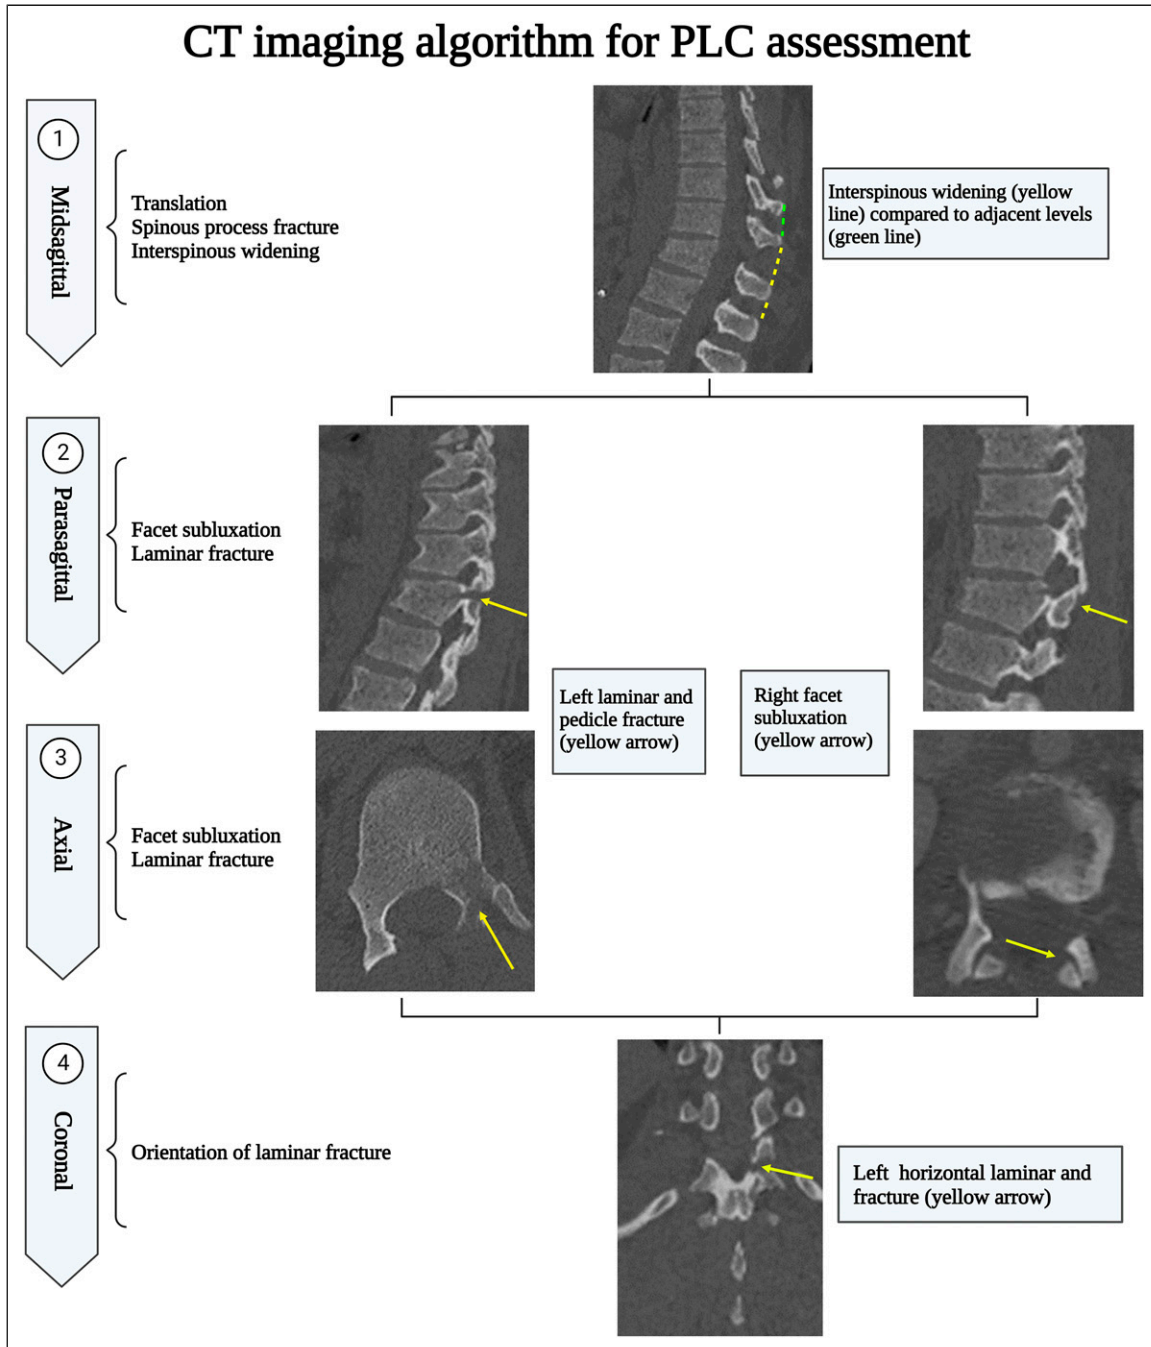 CT imaging algorithm for PLC assessment
1
Midsagittal
Translation
Spinous process fracture
Interspinous widening
Interspinous widening (yellow
line) compared to adjacent levels
(green line)
2
Parasagittal
Facet subluxation
Laminar fracture
Left laminar and
pedicle fracture
(yellow arrow)
Right facet
subluxation
(yellow arrow)
3
Axial
Facet subluxation
Laminar fracture
4
Coronal
Orientation of laminar fracture
Left horizontal laminar and
fracture (yellow arrow)